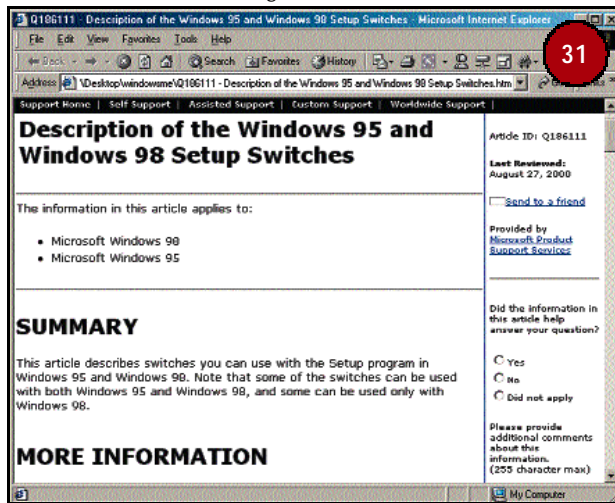 Q186111 - Description of the Windows 95 and Windows 98 Setup Switches - Microsoft Internet Explorer
File Edit View Favorites Tools Help
31
Back Search Favorites History
Address \Desktop\windowsme\Q186111 - Description of the Windows 95 and Windows 98 Setup Switches.htm
Support Home | Self Support | Assisted Support | Custom Support | Worldwide Support |
Description of the Windows 95 and
Windows 98 Setup Switches
The information in this article applies to:
• Microsoft Windows 98
• Microsoft Windows 95
SUMMARY
This article describes switches you can use with the Setup program in
Windows 95 and Windows 98. Note that some of the switches can be used
with both Windows 95 and Windows 98, and some can be used only with
Windows 98.
MORE INFORMATION
Article ID: Q186111
Last Reviewed:
August 27, 2000
Send to a friend
Provided by
Microsoft Product
Support Services
Did the information in
this article help
answer your question?
Yes
No
Did not apply
Please provide
additional comments
about this
information.
(255 character max)
My Computer